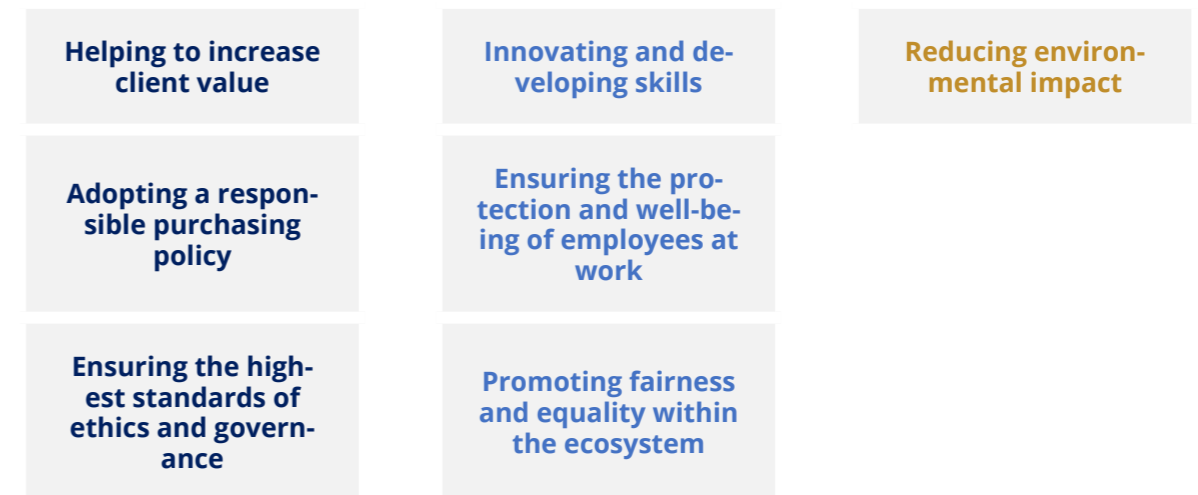 Helping to increase
client value
Innovating and de-
veloping skills
Reducing environ-
mental impact
Adopting a respon-
sible purchasing
policy
Ensuring the pro-
tection and well-be-
ing of employees at
work
Ensuring the high-
est standards of
ethics and govern-
ance
Promoting fairness
and equality within
the ecosystem